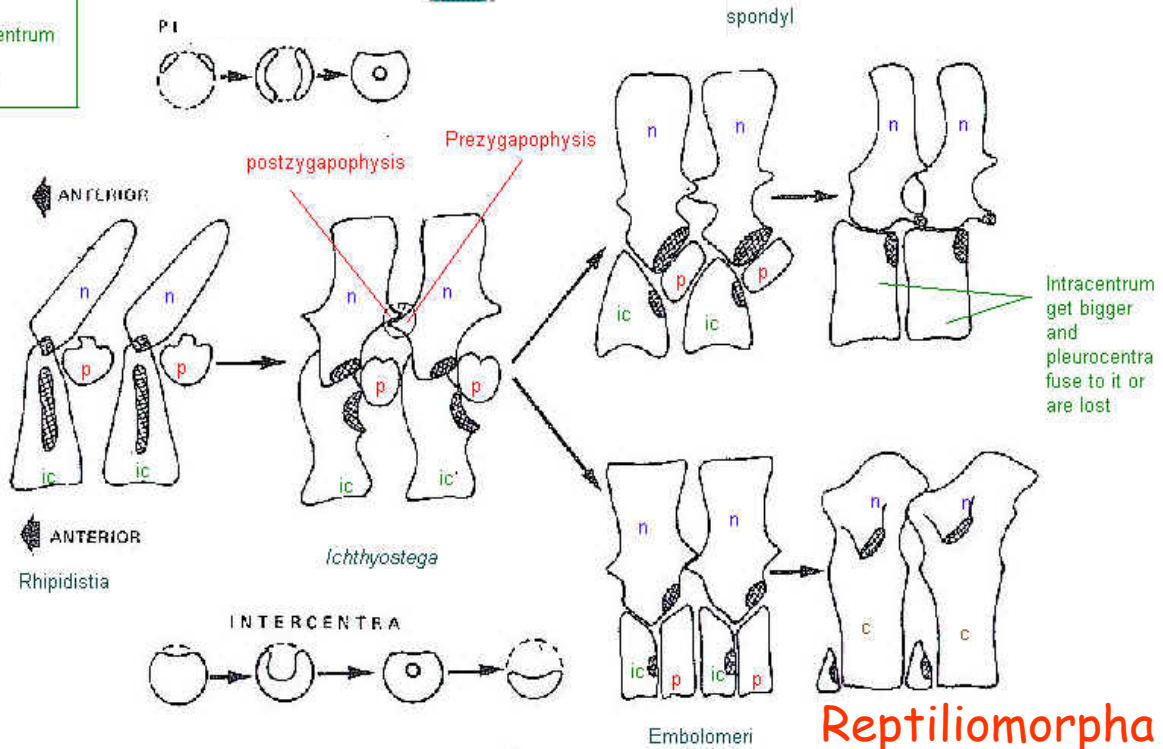 entrum
spondyl
postzygapophysis
Prezygapophysis
ANTERIOR
n
n
p
p
ic
ic
n
n
p
p
ic
ic
n
n
p
p
ic
ic
n
n
Intracentrum
get bigger
and
pleurocentra
fuse to it or
are lost
ANTERIOR
Rhipidistia
Ichthyostega
INTERCENTRA
n
n
ic
p
ic
p
Embolomeri
n
n
c
c
Reptiliomorpha